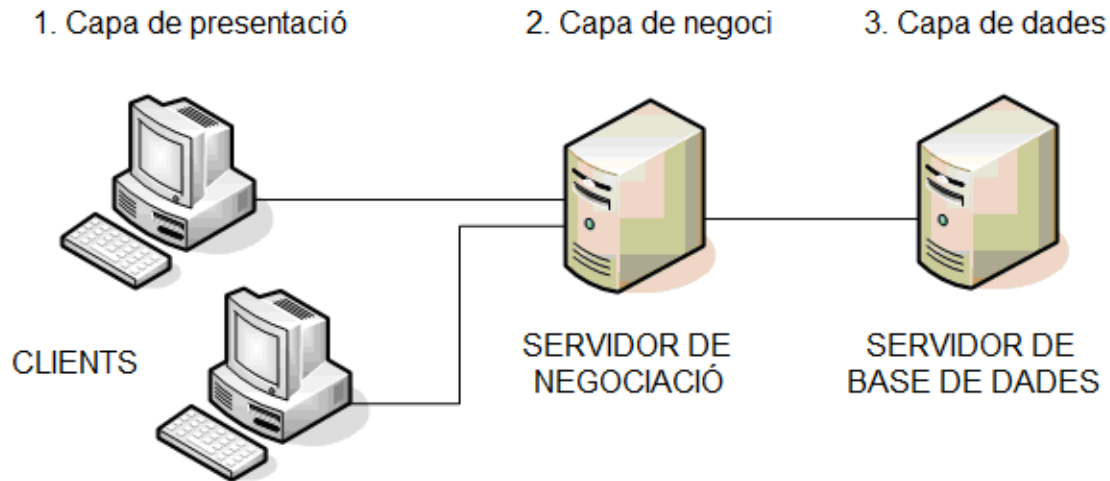 1. Capa de presentació
2. Capa de negoci
3. Capa de dades
CLIENTS
SERVIDOR DE
NEGOCIACIÓ
SERVIDOR DE
BASE DE DADES